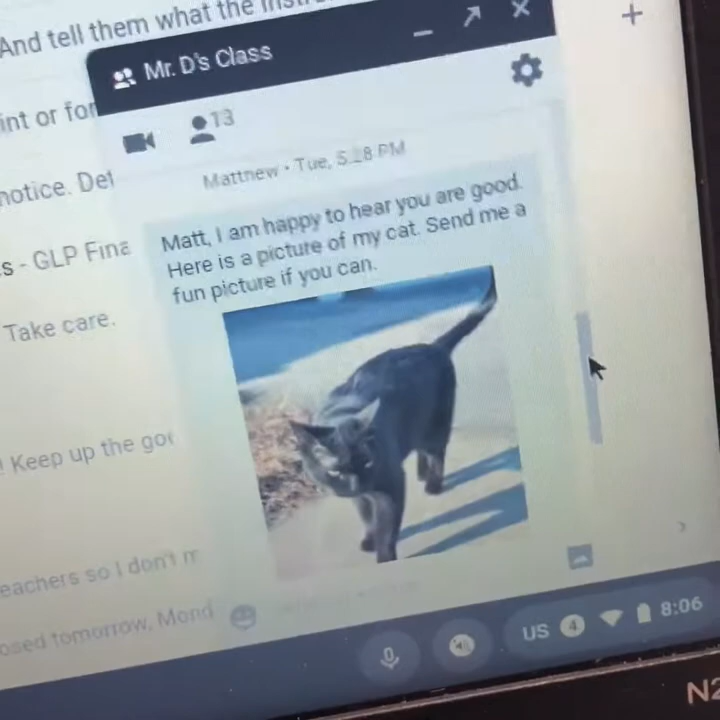 And tell them what the
Mr. D's Class
int or for
13
notice. Det
Matthew • Tue, 5:28 PM
Matt, I am happy to hear you are good.
Here is a picture of my cat. Send me a
fun picture if you can.
s - GLP Fina
Take care.
! Keep up the go
eachers so I don't
osed tomorrow, Mond
US 4 8:06
N2